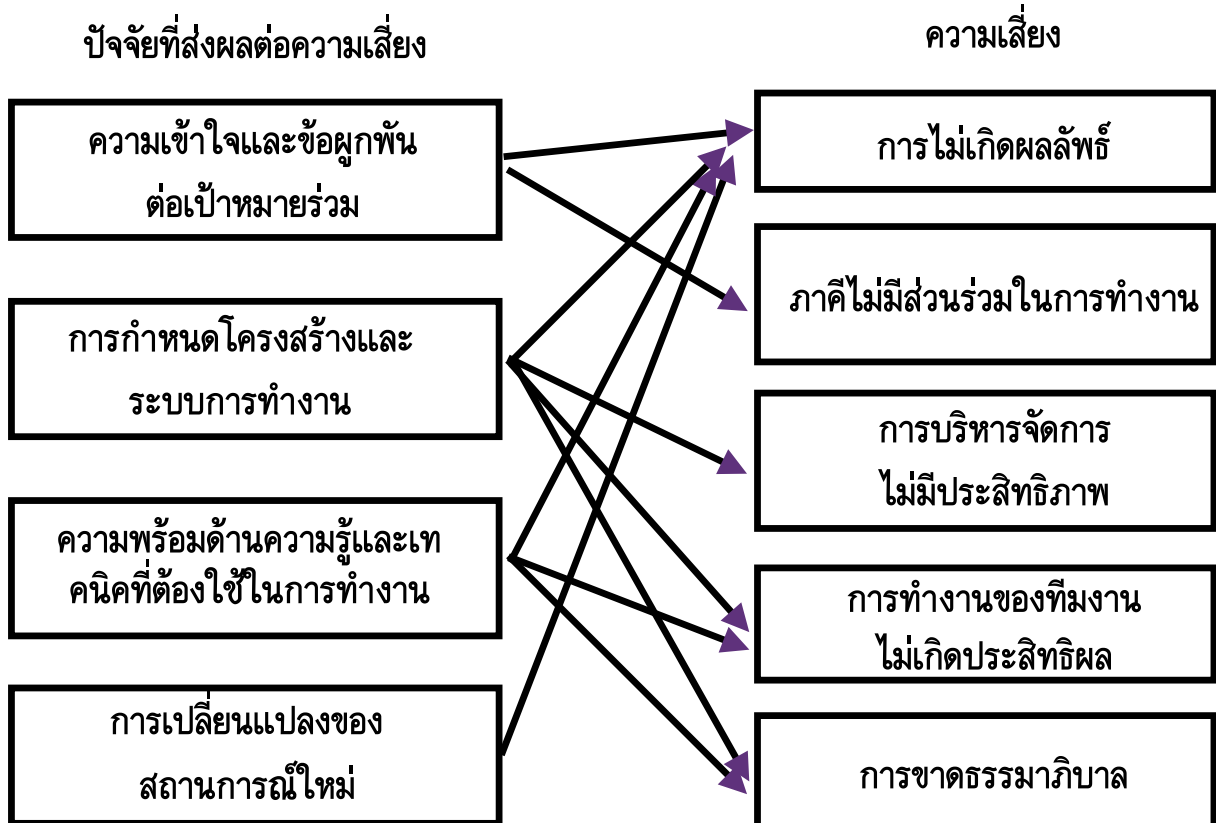 ปัจจัยที่ส่งผลต่อความเสี่ยง
ความเข้าใจและข้อผูกพัน
ต่อเป้าหมายร่วม
การกำหนดโครงสร้างและ
ระบบการทำงาน
ความพร้อมด้านความรู้และเท
คนิคที่ต้องใช้ในการทำงาน
การเปลี่ยนแปลงของ
สถานการณ์ใหม่
ความเสี่ยง
การไม่เกิดผลลัพธ์
ภาคีไม่มีส่วนร่วมในการทำงาน
การบริหารจัดการ
ไม่มีประสิทธิภาพ
การทำงานของทีมงาน
ไม่เกิดประสิทธิผล
การขาดธรรมาภิบาล